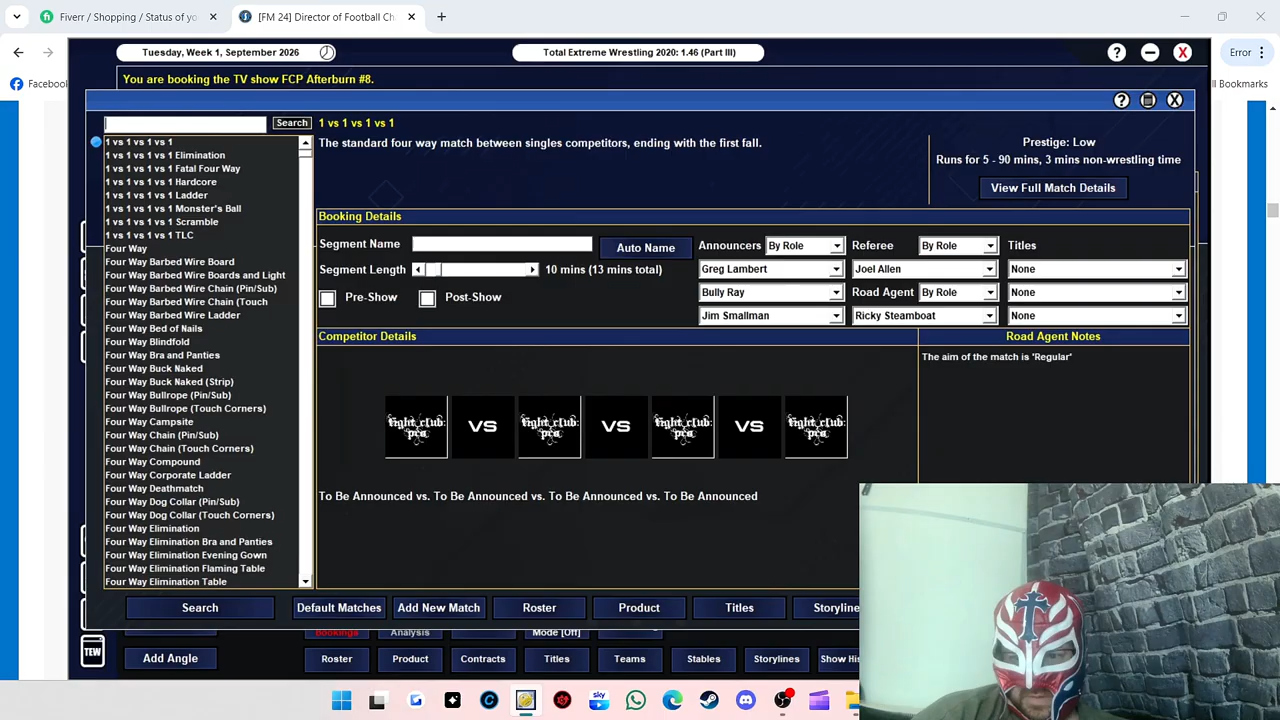 Fiverr / Shopping / Status of yo
[FM 24] Director of Football Ch
Error
Facebook
Bookmarks
Tuesday, Week 1, September 2026
Total Extreme Wrestling 2020: 1.46 (Part III)
You are booking the TV show FCP Afterburn #8.
Search
1 vs 1 vs 1 vs 1
The standard four way match between singles competitors, ending with the first fall.
Prestige: Low
Runs for 5 - 90 mins, 3 mins non-wrestling time
View Full Match Details
1 vs 1 vs 1 vs 1
1 vs 1 vs 1 vs 1 Elimination
1 vs 1 vs 1 vs 1 Fatal Four Way
1 vs 1 vs 1 vs 1 Hardcore
1 vs 1 vs 1 vs 1 Ladder
1 vs 1 vs 1 vs 1 Monster's Ball
1 vs 1 vs 1 vs 1 Scramble
1 vs 1 vs 1 vs 1 TLC
Four Way
Four Way Barbed Wire Board
Four Way Barbed Wire Boards and Light
Four Way Barbed Wire Chain (Pin/Sub)
Four Way Barbed Wire Chain (Touch
Four Way Barbed Wire Ladder
Four Way Bed of Nails
Four Way Blindfold
Four Way Bra and Panties
Four Way Buck Naked
Four Way Buck Naked (Strip)
Four Way Bullrope (Pin/Sub)
Four Way Bullrope (Touch Corners)
Four Way Campsite
Four Way Chain (Pin/Sub)
Four Way Chain (Touch Corners)
Four Way Compound
Four Way Corporate Ladder
Four Way Deathmatch
Four Way Dog Collar (Pin/Sub)
Four Way Dog Collar (Touch Corners)
Four Way Elimination
Four Way Elimination Bra and Panties
Four Way Elimination Evening Gown
Four Way Elimination Flaming Table
Four Way Elimination Table
Booking Details
Segment Name
Auto Name
Segment Length
10 mins (13 mins total)
Pre-Show
Post-Show
Announcers By Role
Greg Lambert
Bully Ray
Jim Smallman
Referee By Role
Joel Allen
Road Agent By Role
Ricky Steamboat
Titles
None
None
None
Competitor Details
Road Agent Notes
The aim of the match is 'Regular'
fight club: pro VS fight club: pro VS fight club: pro VS fight club: pro
To Be Announced vs. To Be Announced vs. To Be Announced vs. To Be Announced
Search
Default Matches
Add New Match
Roster
Product
Titles
Storyline
Bookings
Analysis
Mode [Off]
TEW
Add Angle
Roster
Product
Contracts
Titles
Teams
Stables
Storylines
Show Hi
sky